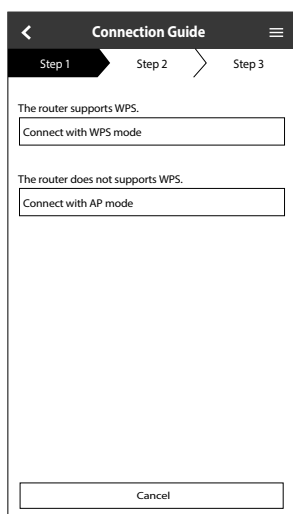 Connection Guide
Step 1 Step 2 Step 3
The router supports WPS.
Connect with WPS mode
The router does not supports WPS.
Connect with AP mode
Cancel